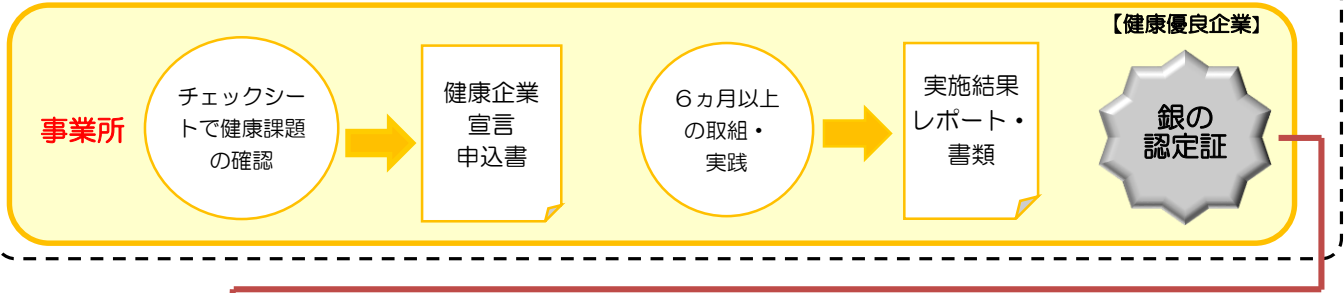 【健康優良企業】
事業所
チェックシー
トで健康課題
の確認
健康企業
宣言
申込書
６ヵ月以上
の取組・
実践
実施結果
レポート・
書類
銀の
認定証